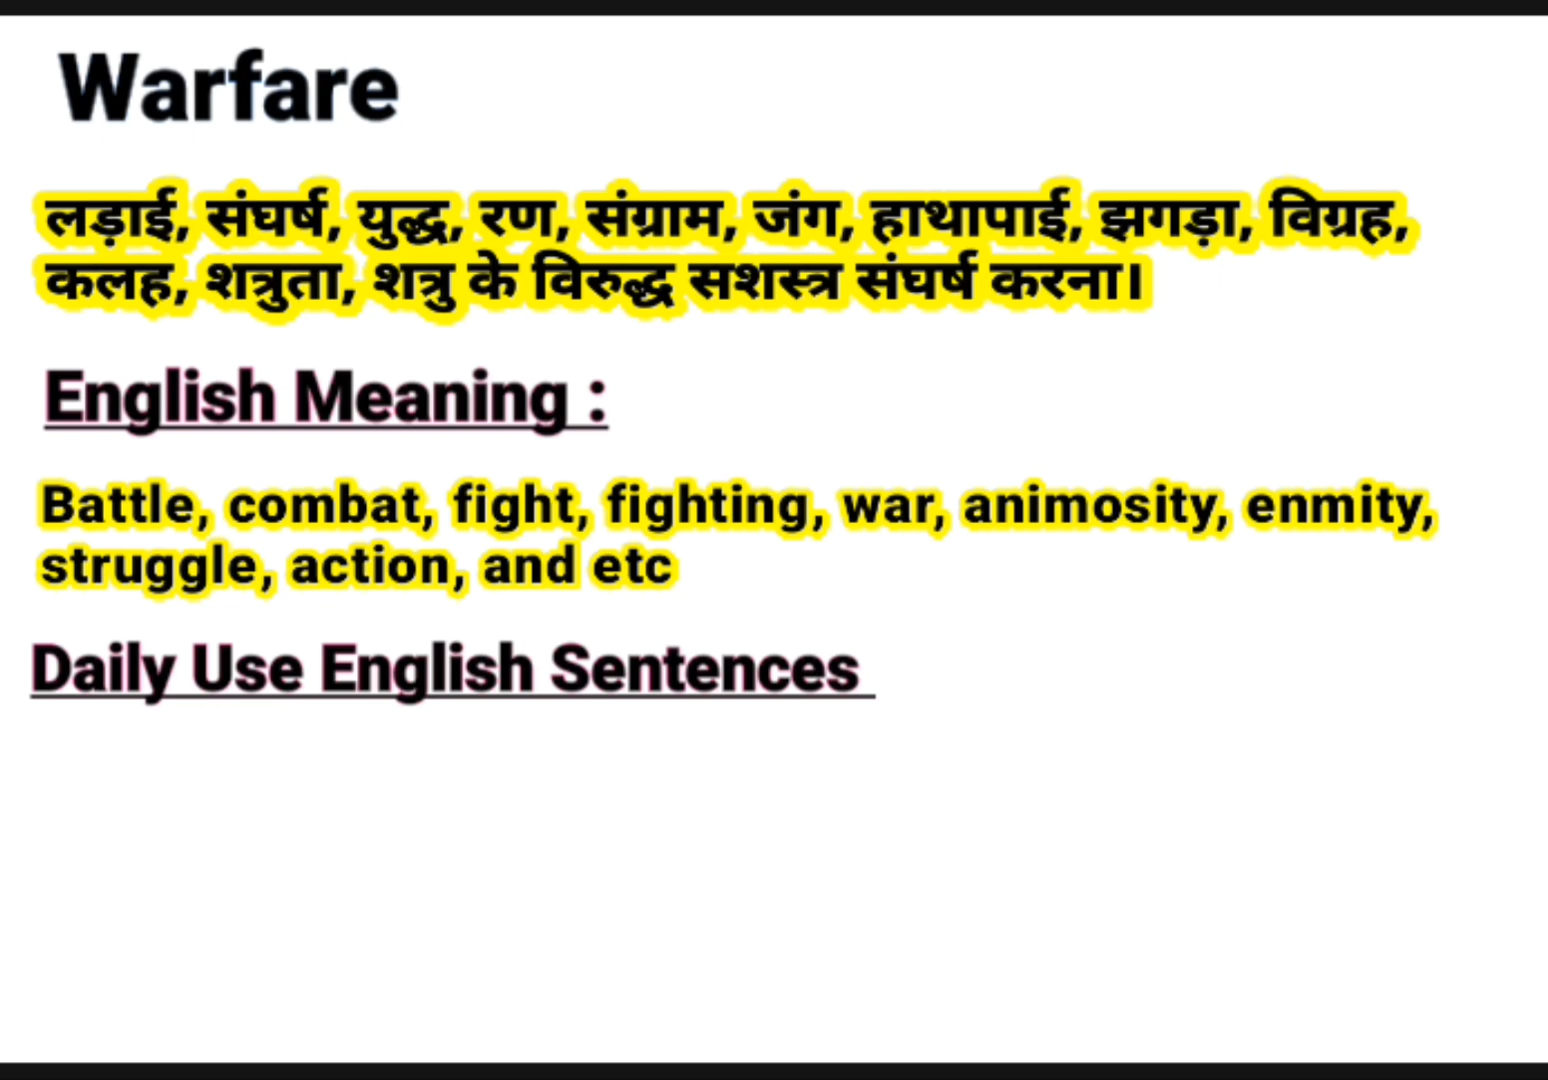 Warfare
लड़ाई, संघर्ष, युद्ध, रण, संग्राम, जंग, हाथापाई, झगड़ा, विग्रह,
कलह, शत्रुता, शत्रु के विरुद्ध सशस्त्र संघर्ष करना।
English Meaning :
Battle, combat, fight, fighting, war, animosity, enmity,
struggle, action, and etc
Daily Use English Sentences